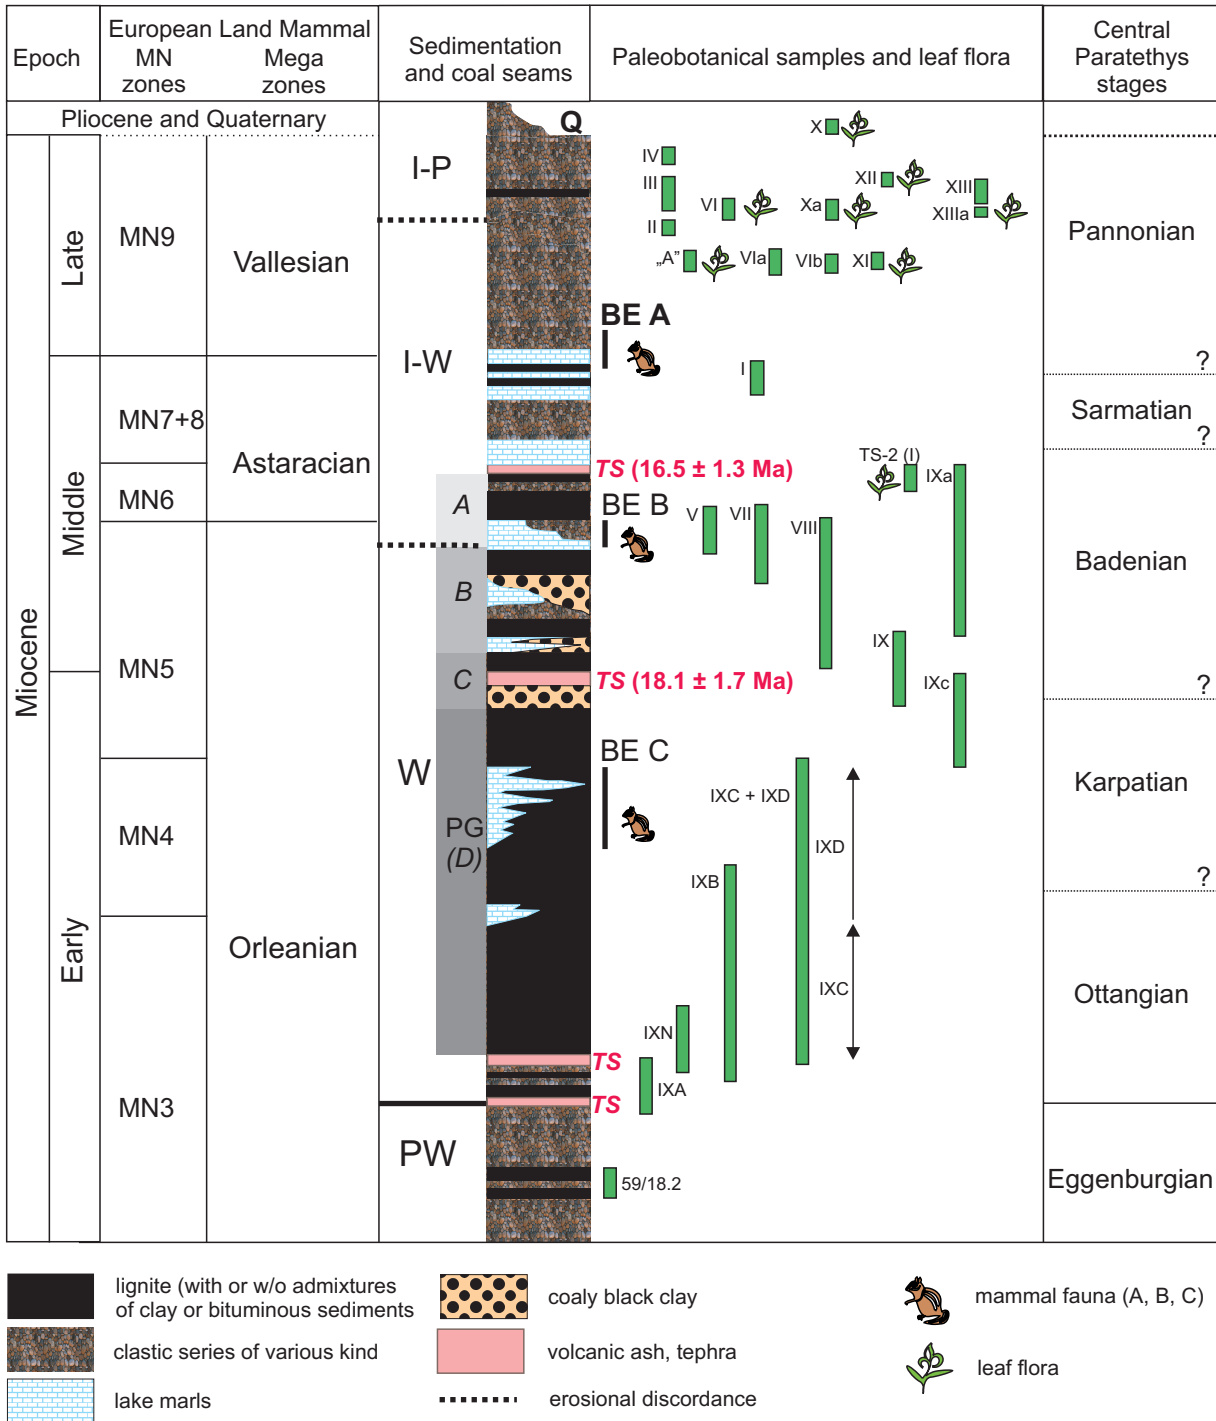 Epoch
European Land Mammal
MN
zones
Mega
zones
Sedimentation
and coal seams
Paleobotanical samples and leaf flora
Central
Paratethys
stages
Pliocene and Quaternary
Q
X
I-P
IV
III
XII
XIII
VI
Xa
XIIIa
II
MN9
Vallesian
Late
Pannonian
„A”
VIa
VIb
XI
BE A
I-W
I
?
MN7+8
Sarmatian
?
Astaracian
TS (16.5 ± 1.3 Ma)
TS-2 (I)
IXa
MN6
A
BE B
V
VII
VIII
Middle
Badenian
B
Miocene
MN5
IX
C
TS (18.1 ± 1.7 Ma)
IXc
?
BE C
W
IXC + IXD
Karpatian
MN4
PG
(D)
IXD
IXB
?
Early
Orleanian
IXC
Ottangian
IXN
TS
IXA
MN3
TS
PW
59/18.2
Eggenburgian
lignite (with or w/o admixtures
of clay or bituminous sediments
clastic series of various kind
lake marls
coaly black clay
volcanic ash, tephra
erosional discordance
mammal fauna (A, B, C)
leaf flora